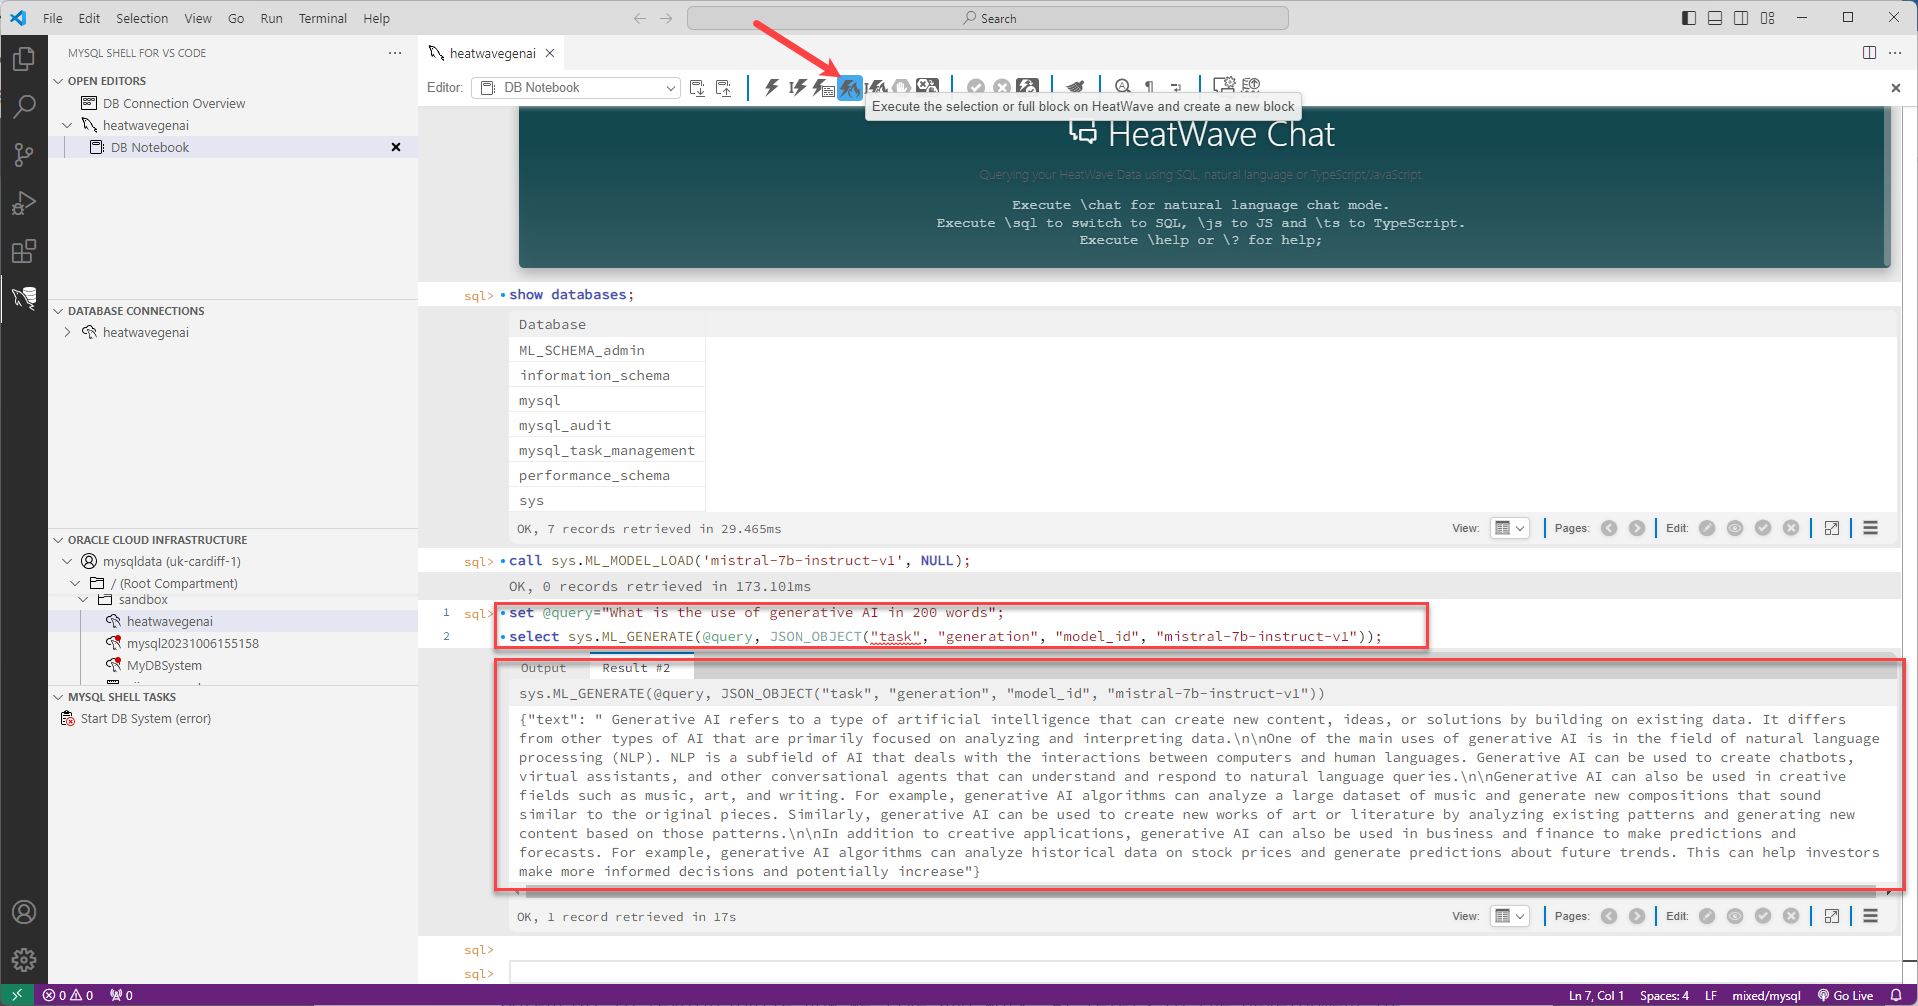 File Edit Selection View Go Run Terminal Help
Search
MYSQL SHELL FOR VS CODE
heatwavegenai
OPEN EDITORS
DB Connection Overview
heatwavegenai
DB Notebook
Editor: DB Notebook
Execute the selection or full block on HeatWave and create a new block
HeatWave Chat
Querying your HeatWave Data using SQL, natural language or TypeScript/JavaScript.
Execute \chat for natural language chat mode.
Execute \sql to switch to SQL, \js to JS and \ts to TypeScript.
Execute \help or \? for help;
DATABASE CONNECTIONS
heatwavegenai
sql> show databases;
Database
ML_SCHEMA_admin
information_schema
mysql
mysql_audit
mysql_task_management
performance_schema
sys
OK, 7 records retrieved in 29.465ms
View: Pages: Edit:
ORACLE CLOUD INFRASTRUCTURE
mysqldata (uk-cardiff-1)
/ (Root Compartment)
sandbox
heatwavegenai
mysql20231006155158
MyDBSystem
MYSQL SHELL TASKS
Start DB System (error)
sql> call sys.ML_MODEL_LOAD('mistral-7b-instruct-v1', NULL);
OK, 0 records retrieved in 173.101ms
1 sql> set @query="What is the use of generative AI in 200 words";
2 select sys.ML_GENERATE(@query, JSON_OBJECT("task", "generation", "model_id", "mistral-7b-instruct-v1"));
Output Result #2
sys.ML_GENERATE(@query, JSON_OBJECT("task", "generation", "model_id", "mistral-7b-instruct-v1"))
{"text": " Generative AI refers to a type of artificial intelligence that can create new content, ideas, or solutions by building on existing data. It differs
from other types of AI that are primarily focused on analyzing and interpreting data.\n\nOne of the main uses of generative AI is in the field of natural language
processing (NLP). NLP is a subfield of AI that deals with the interactions between computers and human languages. Generative AI can be used to create chatbots,
virtual assistants, and other conversational agents that can understand and respond to natural language queries.\n\nGenerative AI can also be used in creative
fields such as music, art, and writing. For example, generative AI algorithms can analyze a large dataset of music and generate new compositions that sound
similar to the original pieces. Similarly, generative AI can be used to create new works of art or literature by analyzing existing patterns and generating new
content based on those patterns.\n\nIn addition to creative applications, generative AI can also be used in business and finance to make predictions and
forecasts. For example, generative AI algorithms can analyze historical data on stock prices and generate predictions about future trends. This can help investors
make more informed decisions and potentially increase"}
OK, 1 record retrieved in 17s
View: Pages: Edit:
sql>
sql>
0 0 0
Ln 7, Col 1 Spaces: 4 LF mixed/mysql Go Live